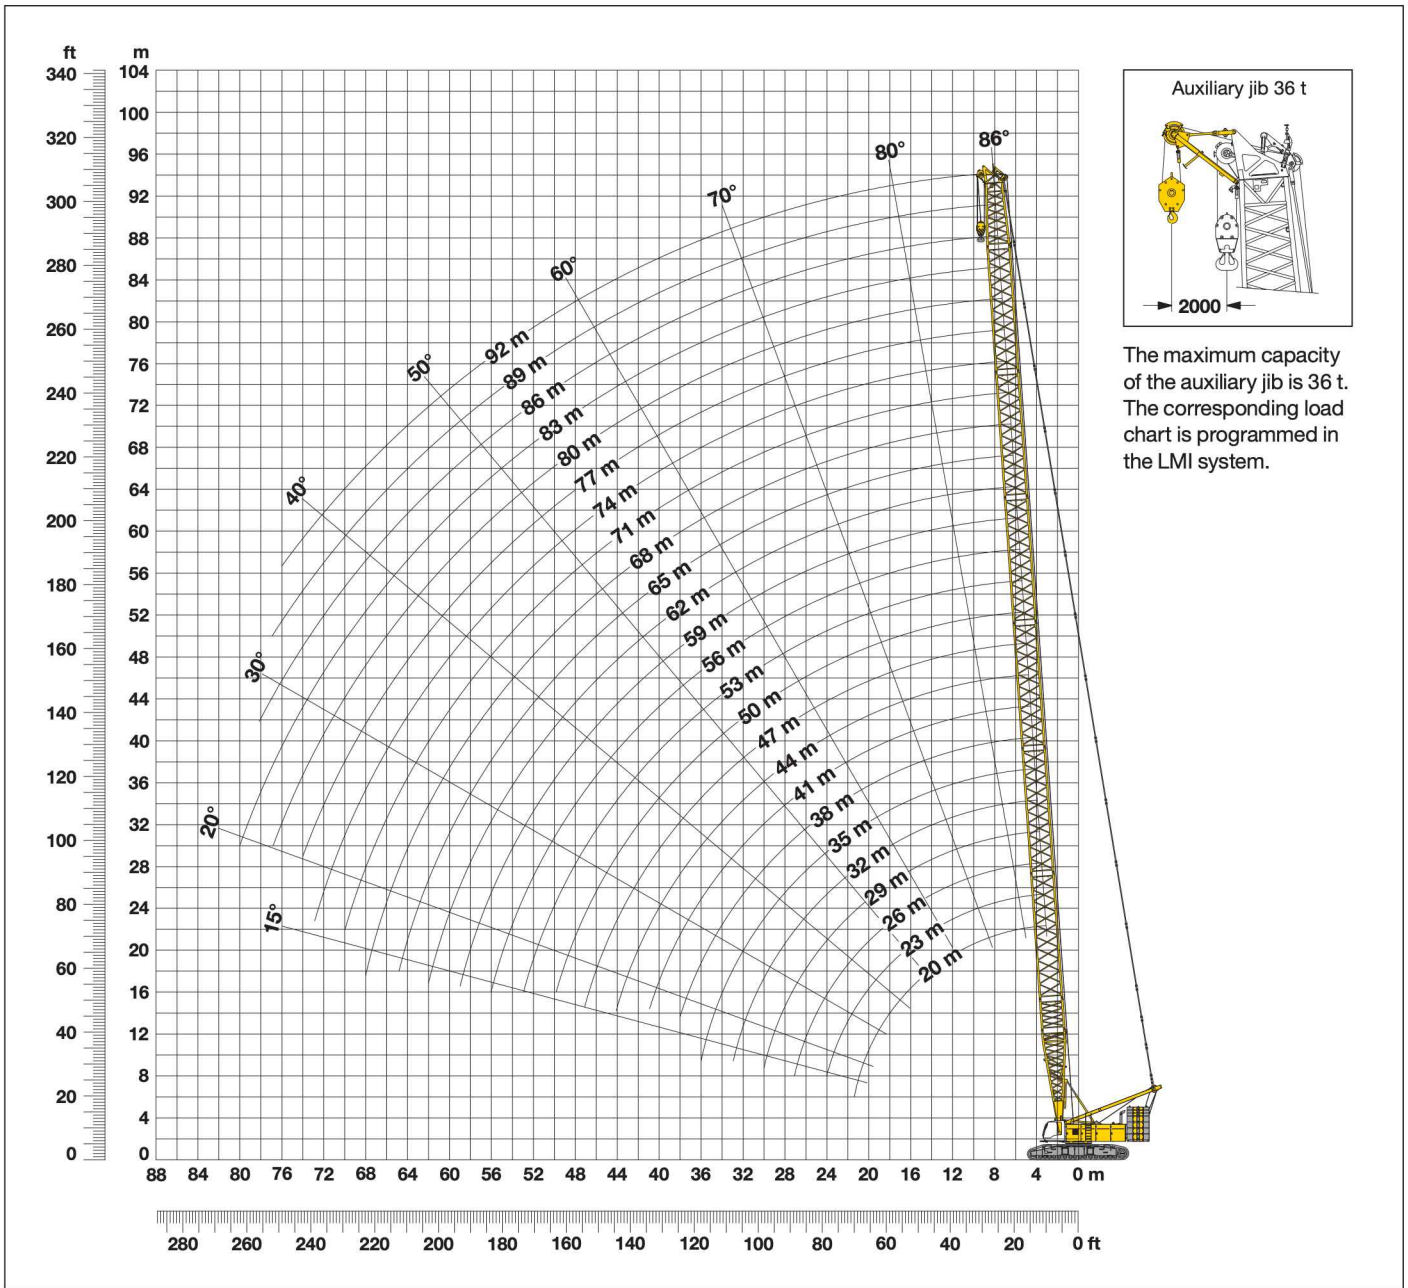 ft
m
340
320
300
280
260
240
220
200
180
160
140
120
100
80
60
40
20
0
104
100
96
92
88
84
80
76
72
68
64
60
56
52
48
44
40
36
32
28
24
20
16
12
8
4
0
86°
80°
70°
60°
50°
40°
30°
20°
15°
92 m
89 m
86 m
83 m
80 m
77 m
74 m
71 m
68 m
65 m
62 m
59 m
56 m
53 m
50 m
47 m
44 m
41 m
38 m
35 m
32 m
29 m
26 m
23 m
20 m
88 84 80 76 72 68 64 60 56 52 48 44 40 36 32 28 24 20 16 12 8 4 0 m
280 260 240 220 200 180 160 140 120 100 80 60 40 20 0 ft
Auxiliary jib 36 t
2000
The maximum capacity
of the auxiliary jib is 36 t.
The corresponding load
chart is programmed in
the LMI system.